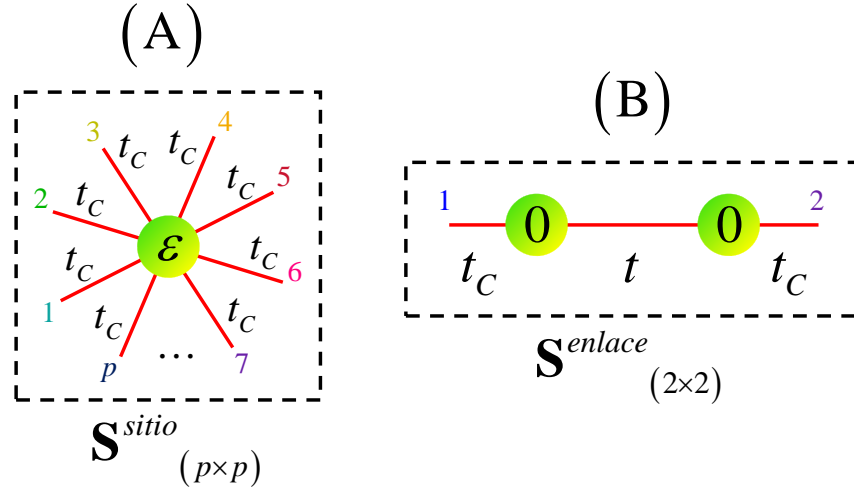 (A)
3
4
t_C
t_C
5
t_C
2
t_C
ε
6
t_C
t_C
1
t_C
t_C
p
…
7
S^{sitio}_{(p×p)}
(B)
1
0
0
2
t_C
t
t_C
S^{enlace}_{(2×2)}